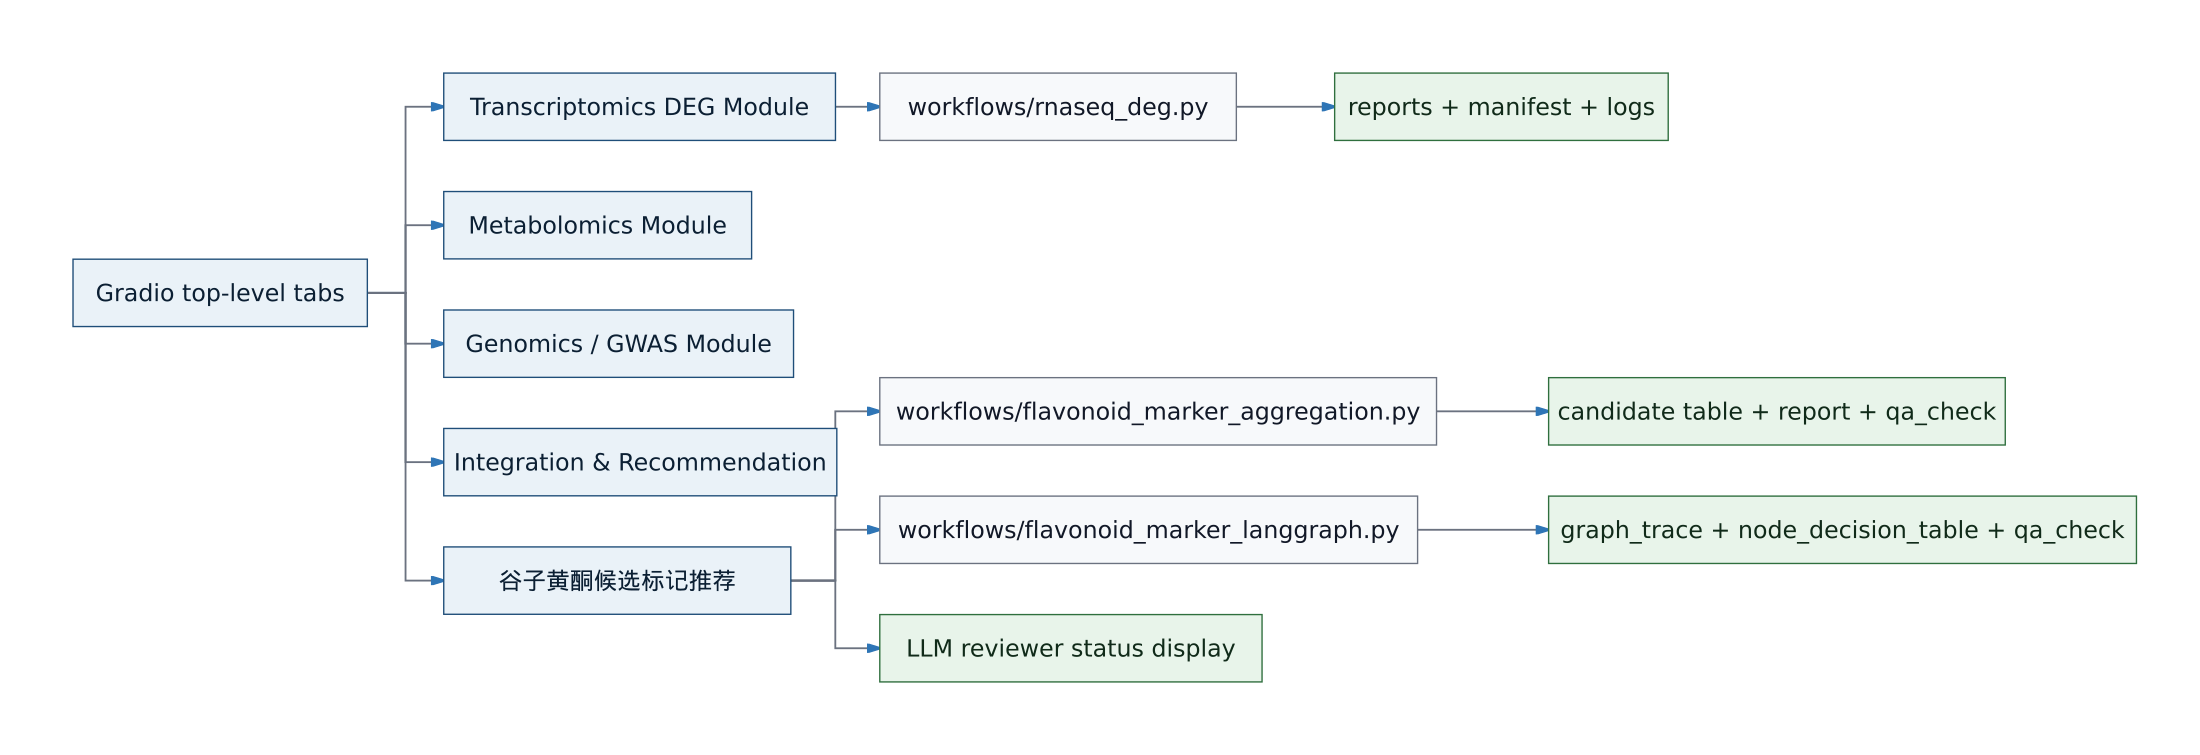 Gradio top-level tabs
Transcriptomics DEG Module
workflows/rnaseq_deg.py
reports + manifest + logs
Metabolomics Module
Genomics / GWAS Module
Integration & Recommendation
谷子黄酮候选标记推荐
workflows/flavonoid_marker_aggregation.py
candidate table + report + qa_check
workflows/flavonoid_marker_langgraph.py
graph_trace + node_decision_table + qa_check
LLM reviewer status display